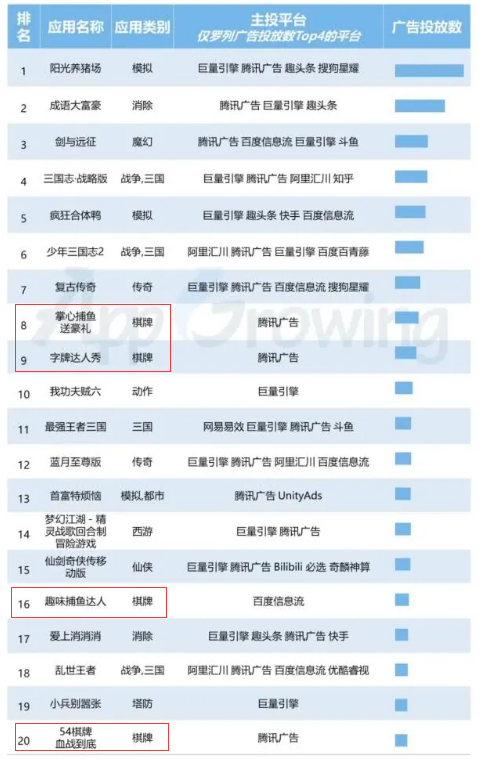 排名 应用名称 应用类别 主投平台 广告投放数
仅罗列广告投放数Top4的平台
1 阳光养猪场 模拟 巨量引擎 腾讯广告 趣头条 搜狗星耀
2 成语大富豪 消除 腾讯广告 巨量引擎 趣头条
3 剑与远征 魔幻 腾讯广告 百度信息流 巨量引擎 斗鱼
4 三国志·战略版 战争,三国 巨量引擎 腾讯广告 阿里汇川 知乎
5 疯狂合体鸭 模拟 巨量引擎 趣头条 快手 百度信息流
6 少年三国志2 战争,三国 阿里汇川 腾讯广告 巨量引擎 百度百青藤
7 复古传奇 传奇 巨量引擎 腾讯广告 百度信息流 搜狗星耀
8 掌心捕鱼 棋牌 腾讯广告
送豪礼
9 字牌达人秀 棋牌 腾讯广告
10 我功夫贼六 动作 巨量引擎
11 最强王者三国 三国 网易易效 巨量引擎 腾讯广告 斗鱼
12 蓝月至尊版 传奇 巨量引擎 腾讯广告 阿里汇川 百度信息流
13 首富特烦恼 模拟,都市 腾讯广告 UnityAds
14 梦幻江湖-精 西游 巨量引擎 腾讯广告
灵战歌回合制
冒险游戏
15 仙剑奇侠传移 仙侠 巨量引擎 腾讯广告 Bilibili 必选 奇麟神算
动版
16 趣味捕鱼达人 棋牌 百度信息流
17 爱上消消消 消除 巨量引擎 趣头条 腾讯广告 快手
18 乱世王者 战争,三国 阿里汇川 腾讯广告 百度信息流 优酷睿视
19 小兵别嚣张 塔防 巨量引擎
20 54棋牌 棋牌 腾讯广告
血战到底
App Growing